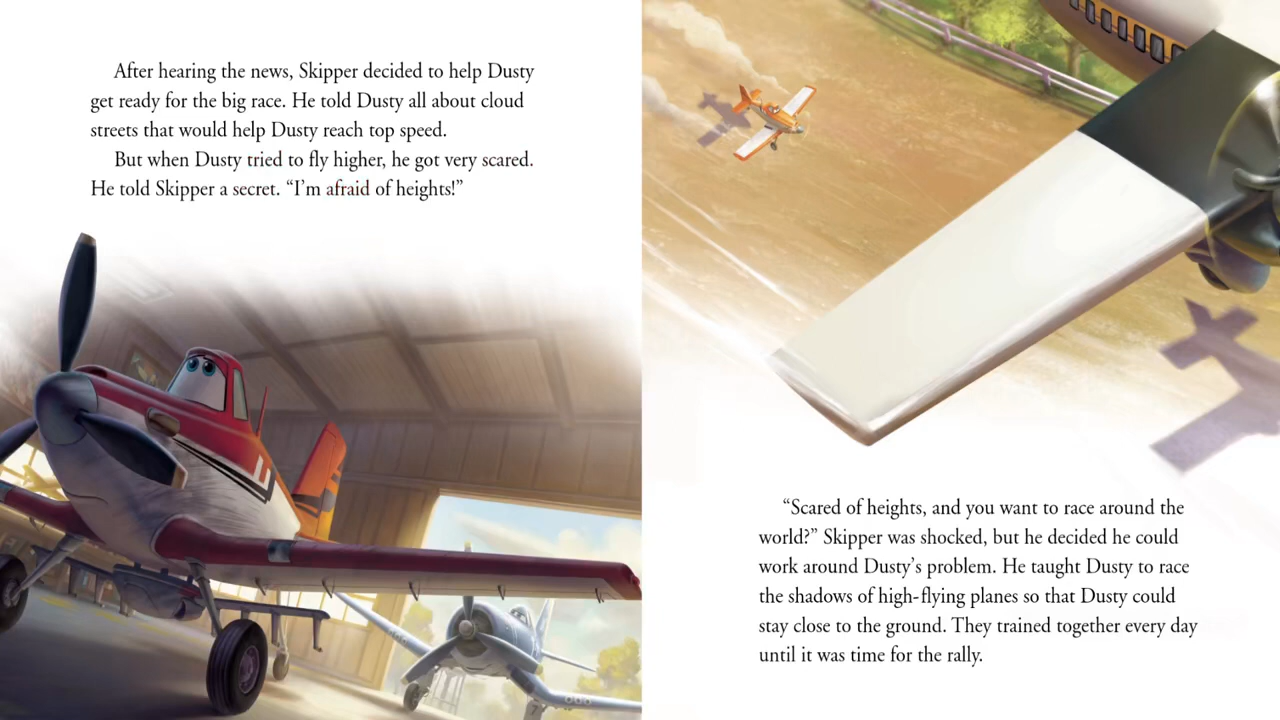 After hearing the news, Skipper decided to help Dusty
get ready for the big race. He told Dusty all about cloud
streets that would help Dusty reach top speed.
But when Dusty tried to fly higher, he got very scared.
He told Skipper a secret. “I’m afraid of heights!”
“Scared of heights, and you want to race around the
world?” Skipper was shocked, but he decided he could
work around Dusty’s problem. He taught Dusty to race
the shadows of high-flying planes so that Dusty could
stay close to the ground. They trained together every day
until it was time for the rally.